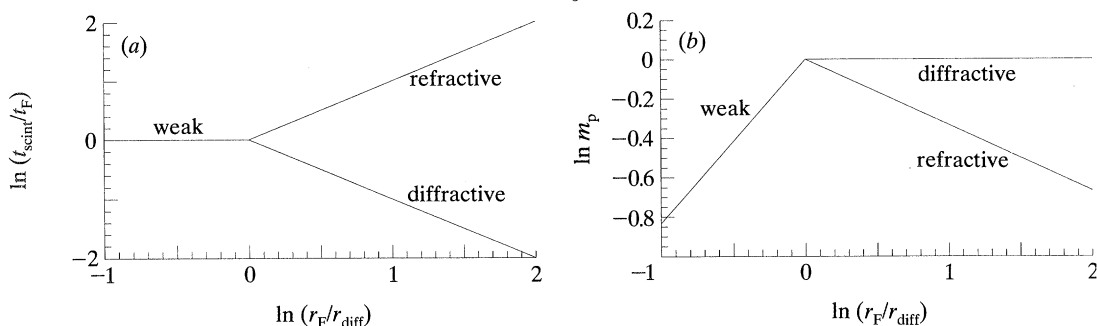 (a)
ln (t_scint/t_F)
2
0
−2
weak
refractive
diffractive
−1
0
1
2
ln (r_F/r_diff)
(b)
ln m_p
0.2
0
−0.2
−0.4
−0.6
−0.8
weak
diffractive
refractive
−1
0
1
2
ln (r_F/r_diff)